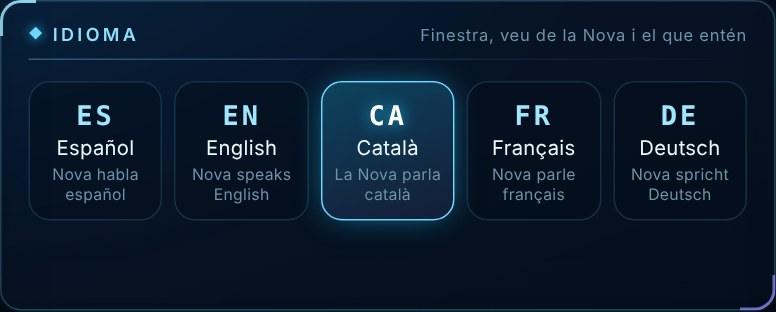 IDIOMA
Finestra, veu de la Nova i el que entén
ES
Español
Nova habla
español
EN
English
Nova speaks
English
CA
Català
La Nova parla
català
FR
Français
Nova parle
français
DE
Deutsch
Nova spricht
Deutsch